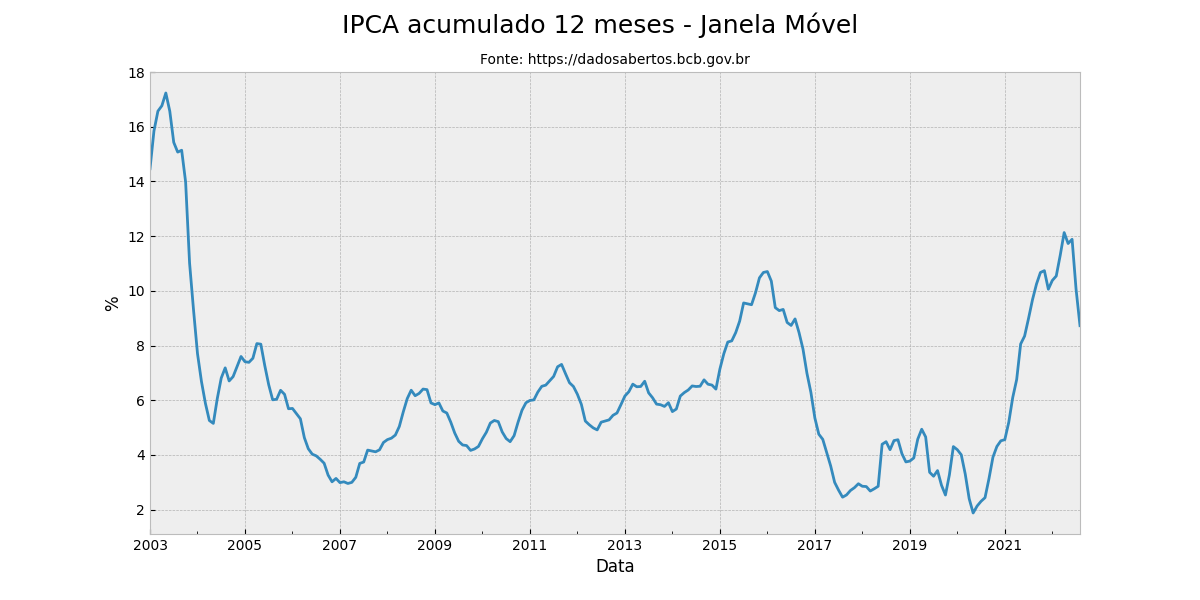 IPCA acumulado 12 meses - Janela Móvel
Fonte: https://dadosabertos.bcb.gov.br
18
16
14
12
10
8
6
4
2
%
2003 2005 2007 2009 2011 2013 2015 2017 2019 2021
Data